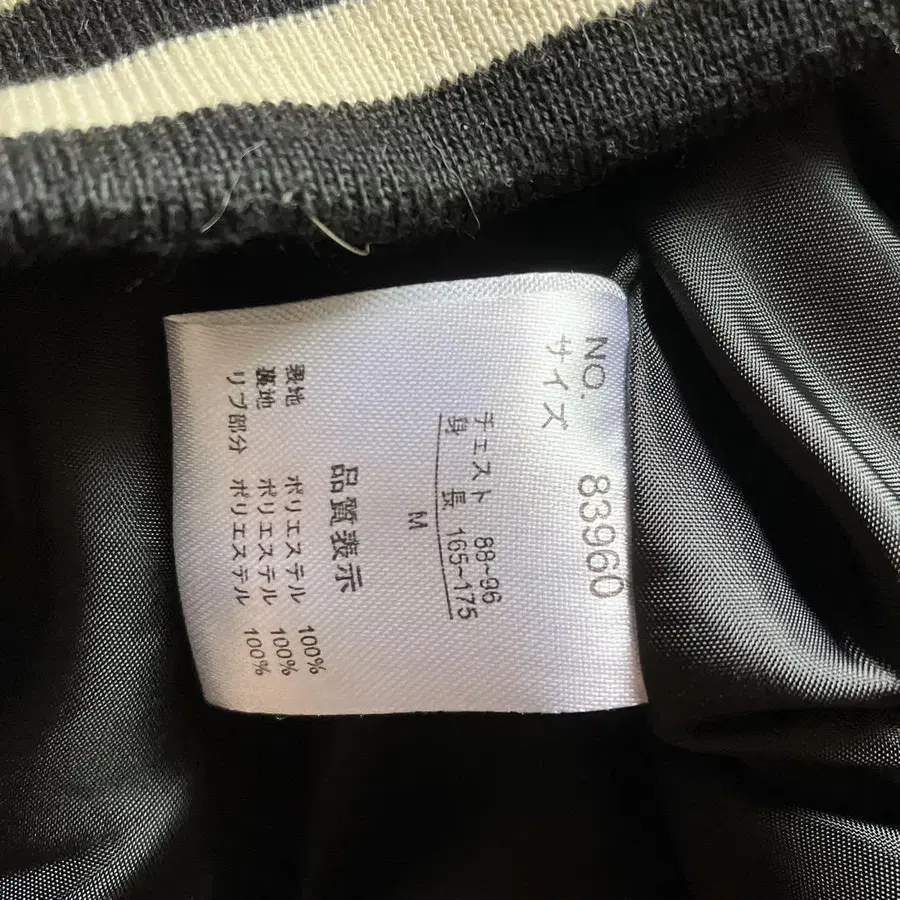 NO. 83960
サイズ
チェスト 88~96
身 長 165~175
M
品質表示
表地 ポリエステル 100%
裏地 ポリエステル 100%
リブ部分 ポリエステル 100%